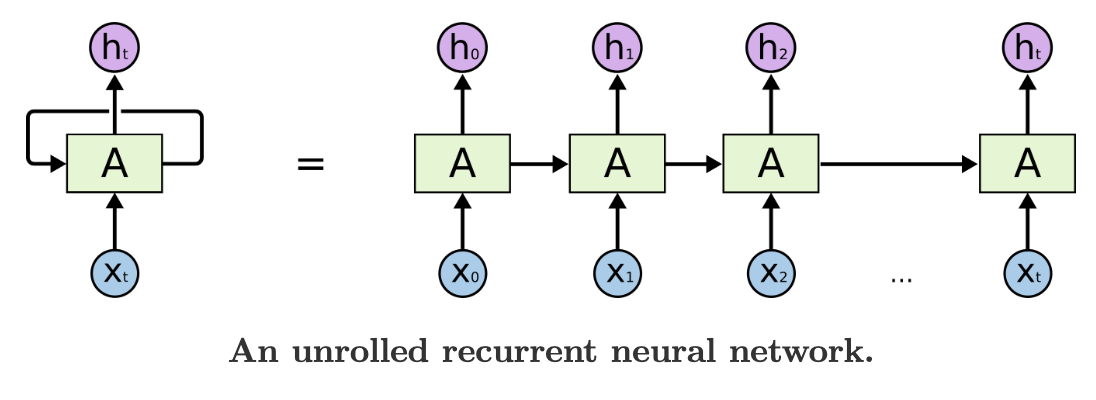 hₜ h₀ h₁ h₂ hₜ
A = A A A A
xₜ x₀ x₁ x₂ ... xₜ
An unrolled recurrent neural network.